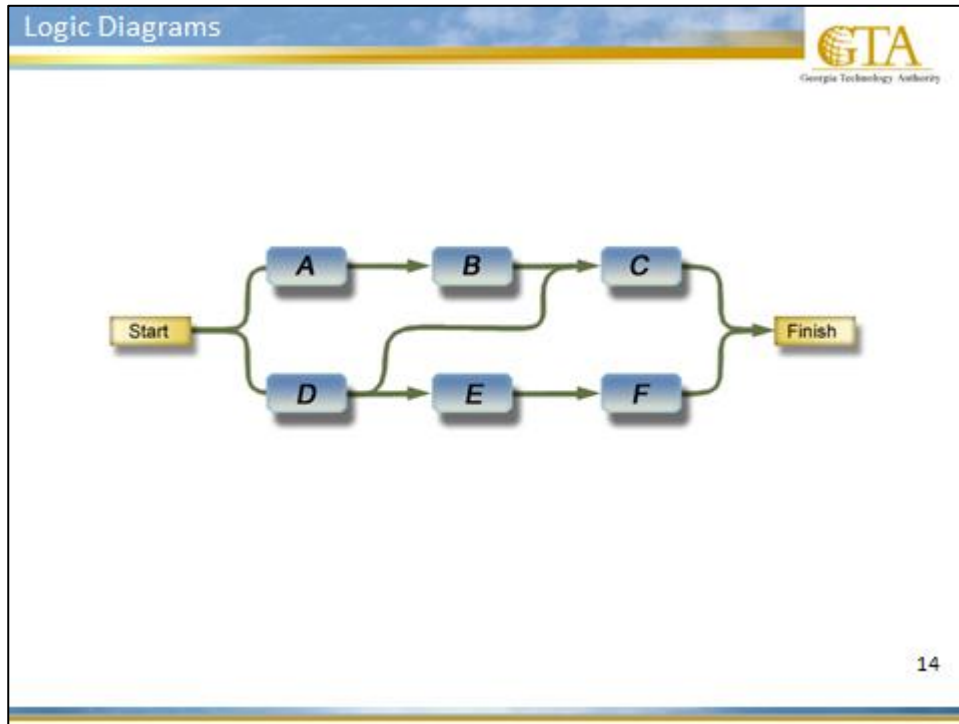 Logic Diagrams
GTA
Georgia Technology Authority
A
B
C
Start
Finish
D
E
F
14